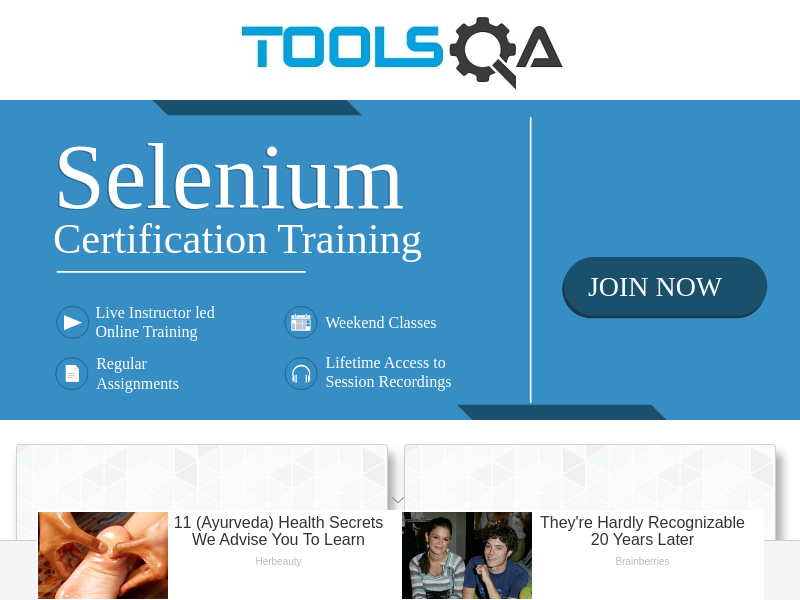 TOOLSQA
Selenium
Certification Training
Live Instructor led
Online Training
Weekend Classes
Regular
Assignments
Lifetime Access to
Session Recordings
JOIN NOW
11 (Ayurveda) Health Secrets
We Advise You To Learn
Herbeauty
They're Hardly Recognizable
20 Years Later
Brainberries